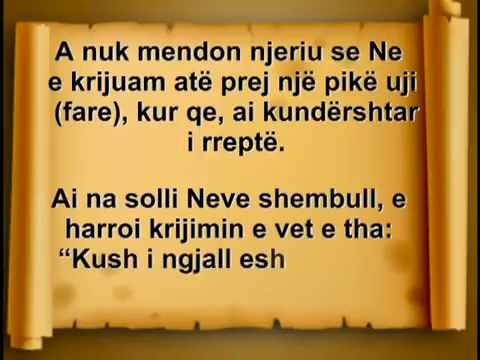 A nuk mendon njeriu se Ne
e krijuam atë prej një pikë uji
(fare), kur qe, ai kundërshtar
i rreptë.
Ai na solli Neve shembull, e
harroi krijimin e vet e tha:
“Kush i ngjall esh